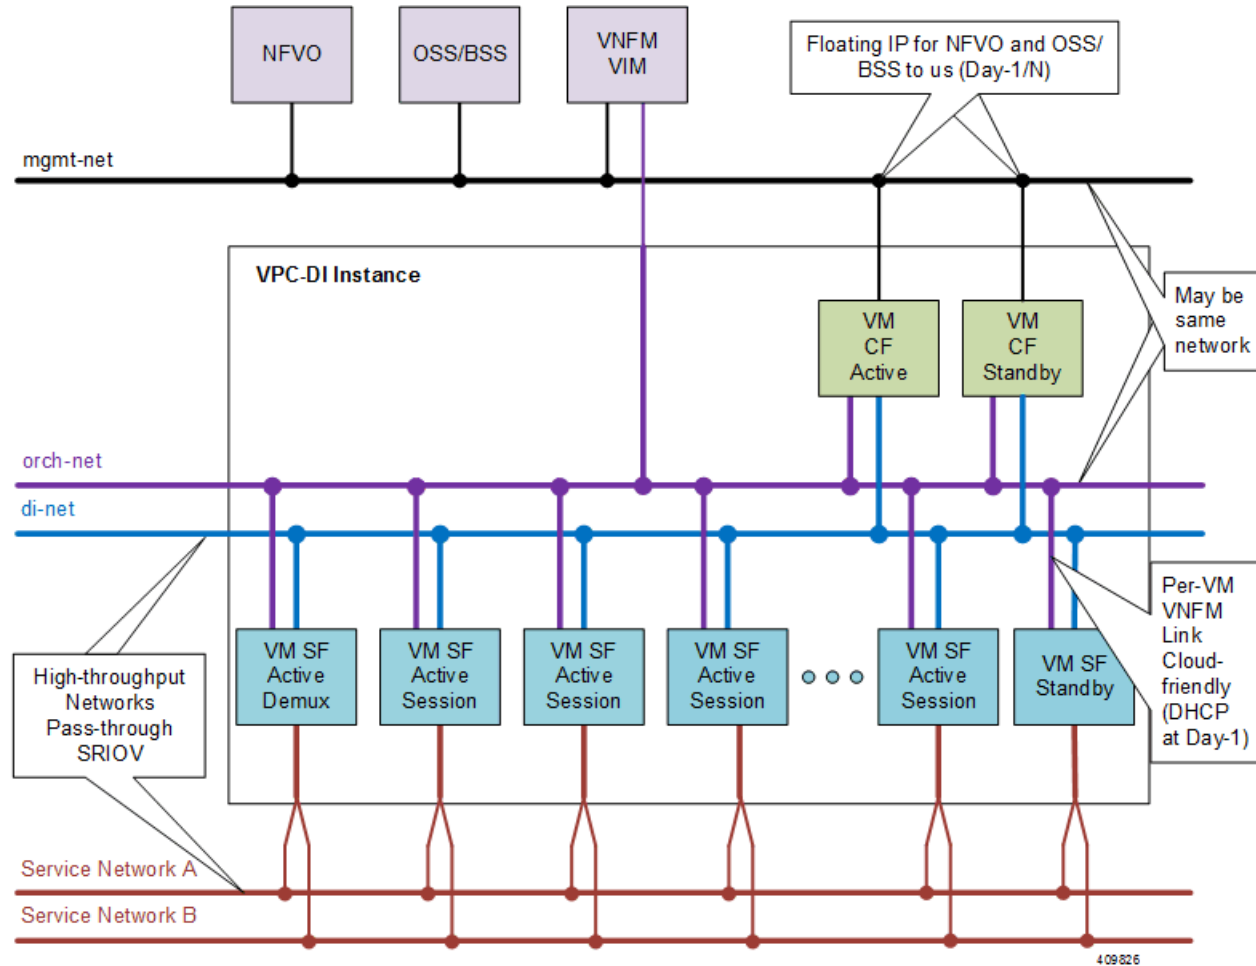 NFVO
OSS/BSS
VNFM
VIM
Floating IP for NFVO and OSS/
BSS to us (Day-1/N)
mgmt-net
VPC-DI Instance
VM
CF
Active
VM
CF
Standby
May be
same
network
orch-net
di-net
VM SF
Active
Demux
VM SF
Active
Session
VM SF
Active
Session
VM SF
Active
Session
VM SF
Active
Session
VM SF
Standby
Per-VM
VNFM
Link
Cloud-
friendly
(DHCP
at Day-1)
High-throughput
Networks
Pass-through
SRIOV
Service Network A
Service Network B
409826